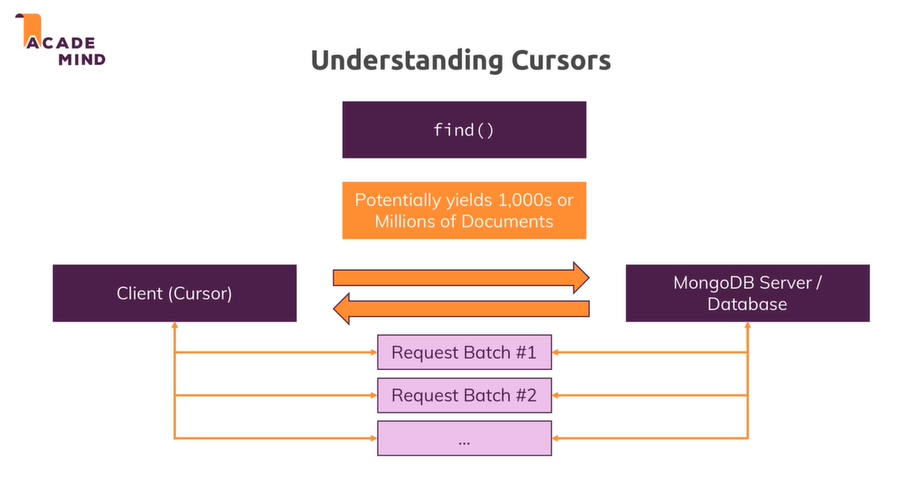 ACADE
MIND
Understanding Cursors
find()
Potentially yields 1,000s or
Millions of Documents
Client (Cursor)
MongoDB Server /
Database
Request Batch #1
Request Batch #2
...